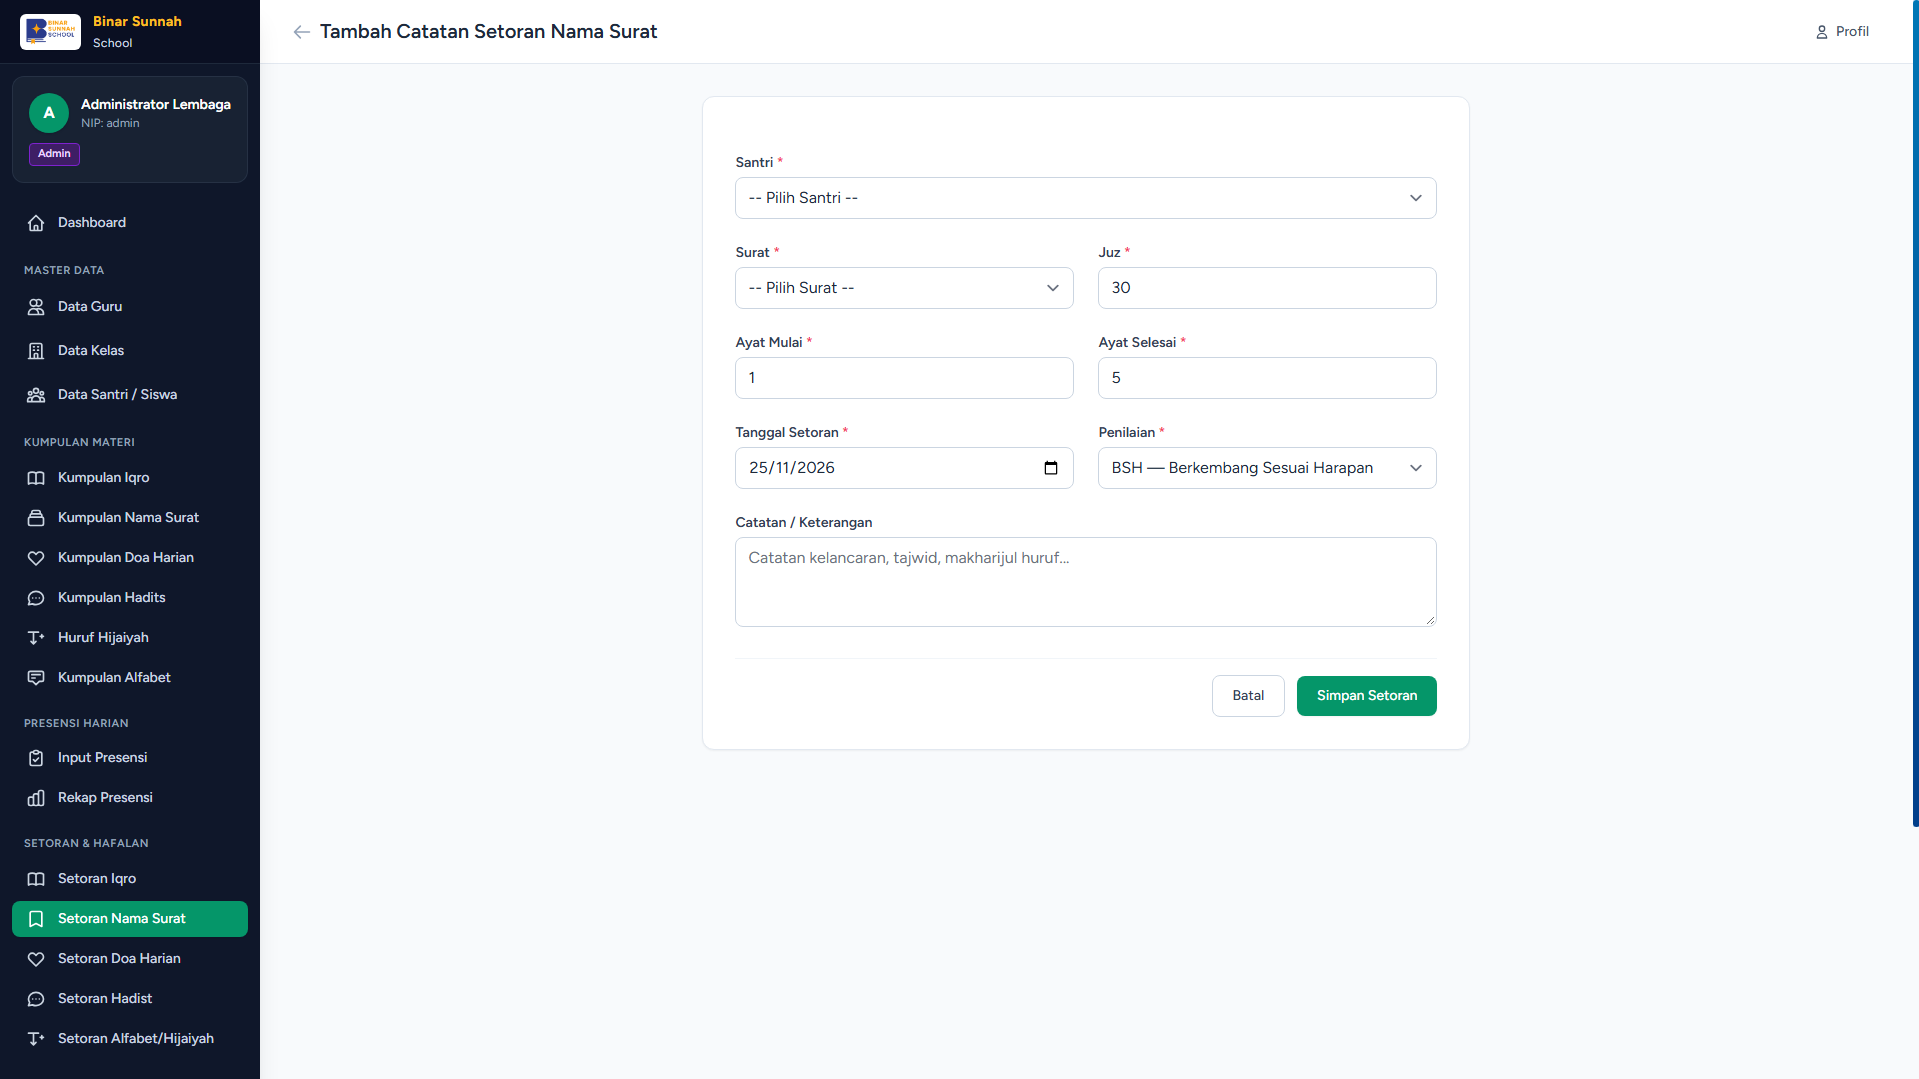 BINAR
SUNNAH
SCHOOL
Binar Sunnah
School
A
Administrator Lembaga
NIP: admin
Admin
Dashboard
MASTER DATA
Data Guru
Data Kelas
Data Santri / Siswa
KUMPULAN MATERI
Kumpulan Iqro
Kumpulan Nama Surat
Kumpulan Doa Harian
Kumpulan Hadits
Huruf Hijaiyah
Kumpulan Alfabet
PRESENSI HARIAN
Input Presensi
Rekap Presensi
SETORAN & HAFALAN
Setoran Iqro
Setoran Nama Surat
Setoran Doa Harian
Setoran Hadist
Setoran Alfabet/Hijaiyah
Tambah Catatan Setoran Nama Surat
Profil
Santri *
-- Pilih Santri --
Surat *
-- Pilih Surat --
Juz *
30
Ayat Mulai *
1
Ayat Selesai *
5
Tanggal Setoran *
25/11/2026
Penilaian *
BSH — Berkembang Sesuai Harapan
Catatan / Keterangan
Catatan kelancaran, tajwid, makharijul huruf...
Batal
Simpan Setoran